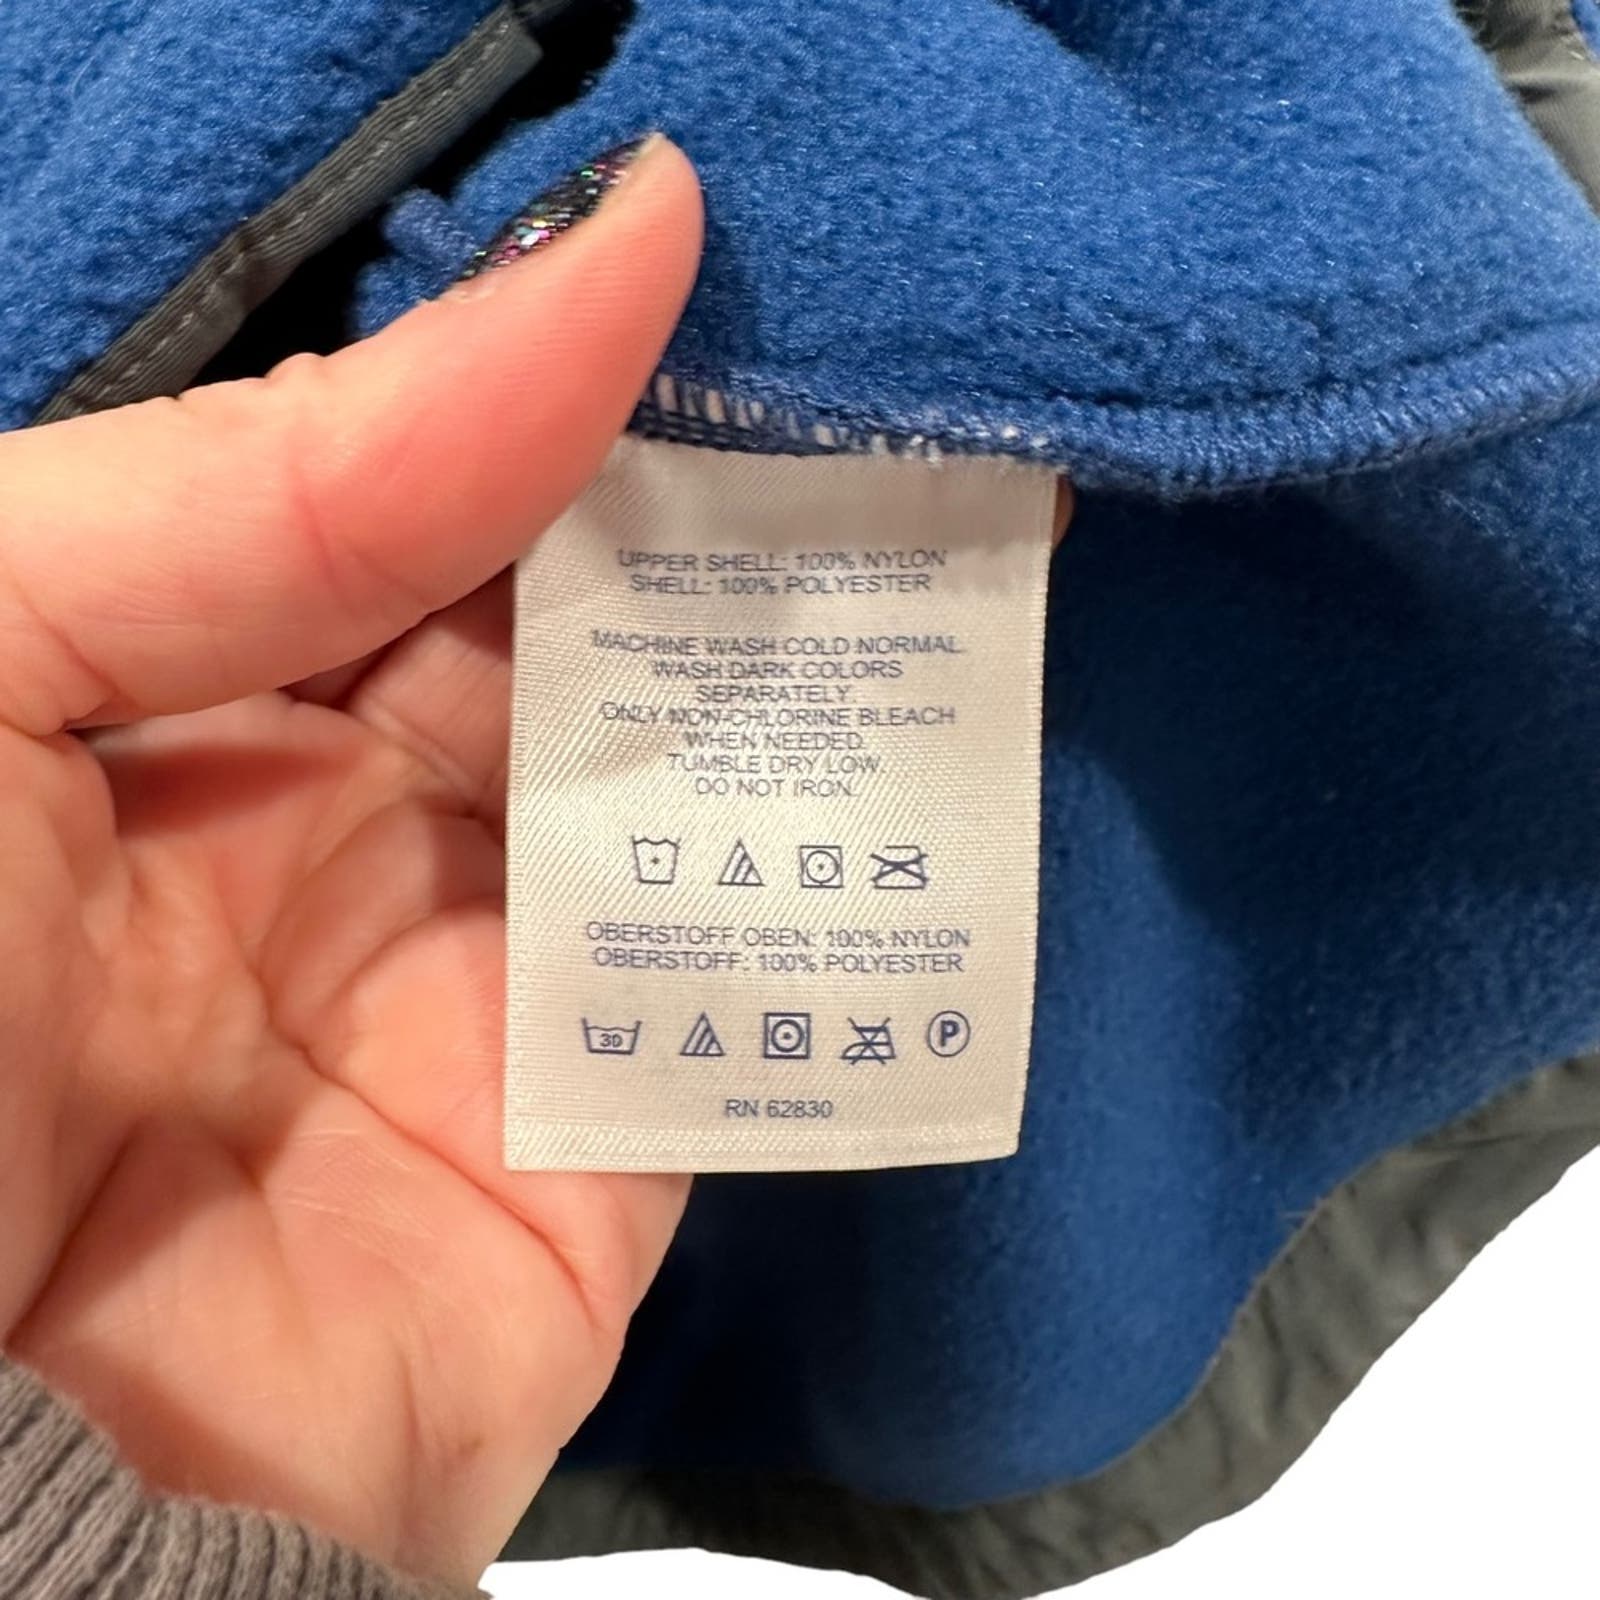 UPPER SHELL: 100% NYLON
SHELL: 100% POLYESTER
MACHINE WASH COLD NORMAL.
WASH DARK COLORS
SEPARATELY.
ONLY NON-CHLORINE BLEACH
WHEN NEEDED.
TUMBLE DRY LOW.
DO NOT IRON.
OBERSTOFF OBEN: 100% NYLON
OBERSTOFF: 100% POLYESTER
30 P
RN 62830